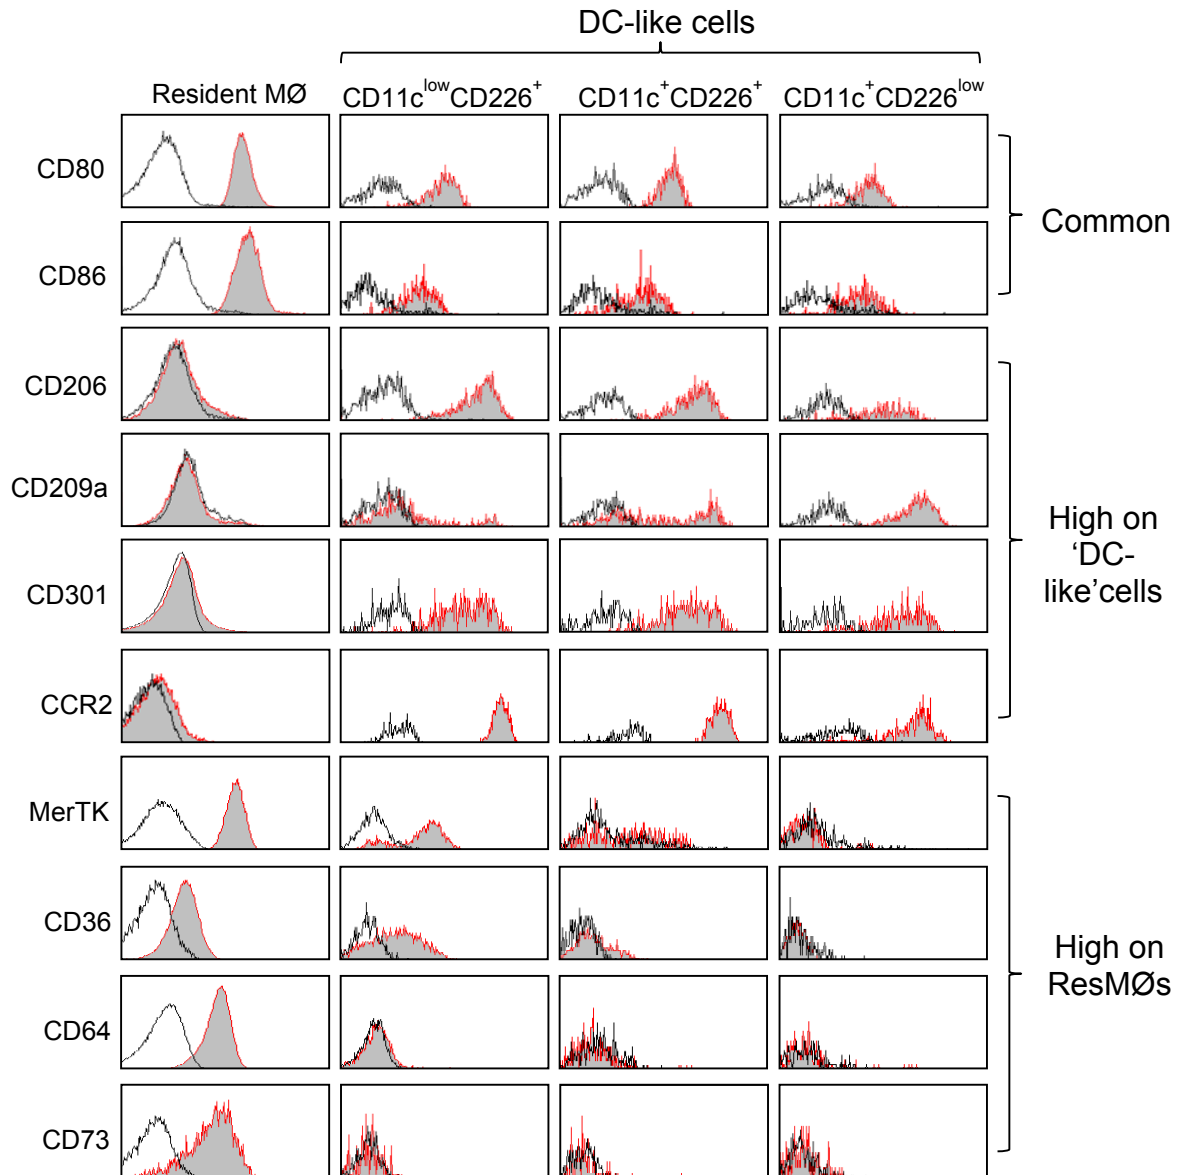 DC-like cells
Resident MØ
CD11c^low CD226^+
CD11c^+CD226^+
CD11c^+CD226^low
CD80
CD86
Common
CD206
CD209a
CD301
CCR2
High on
‘DC-
like’cells
MerTK
CD36
CD64
CD73
High on
ResMØs